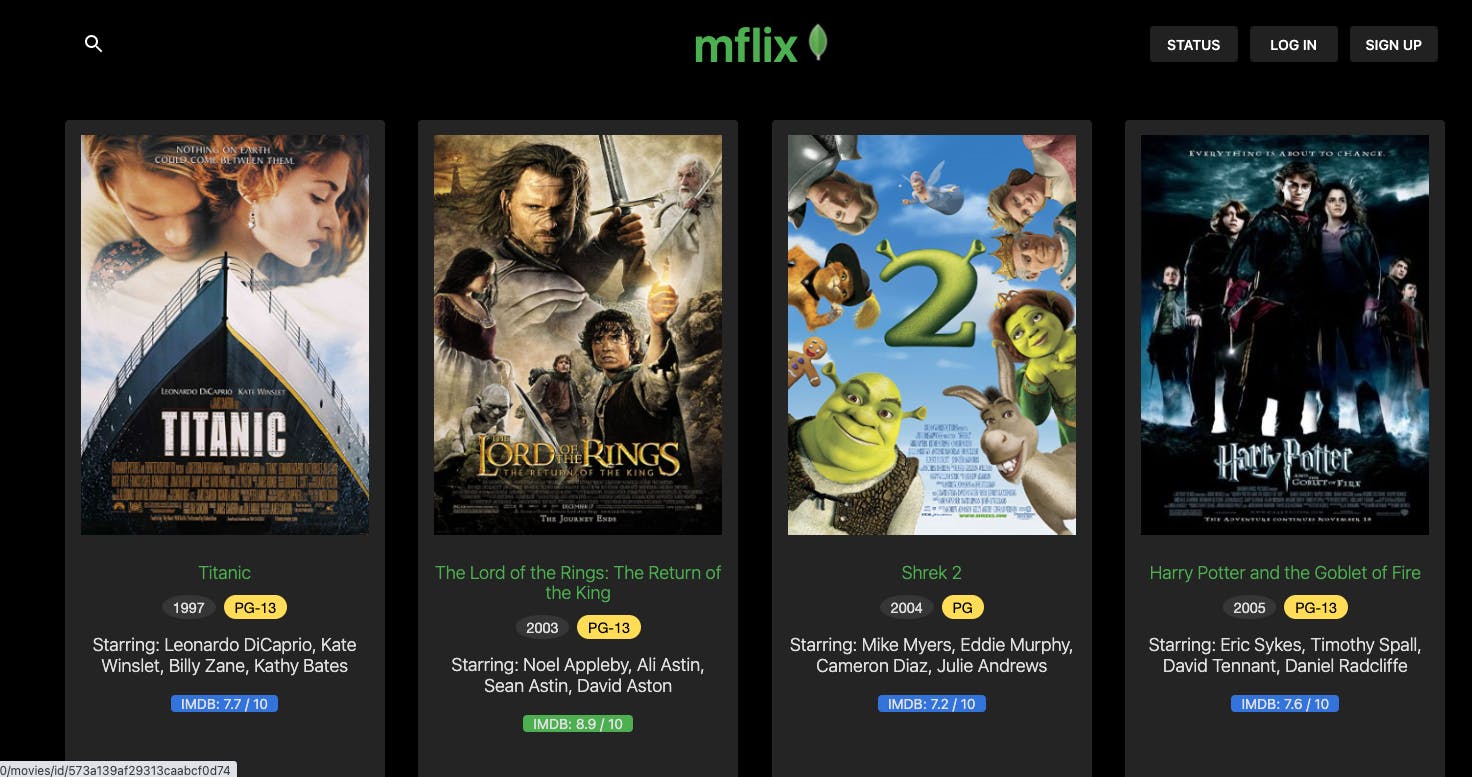 mflix
STATUS
LOG IN
SIGN UP
NOTHING ON EARTH
COULD COME BETWEEN THEM.
LEONARDO DICAPRIO KATE WINSLET
TITANIC
THE
LORD OF THE RINGS
THE RETURN OF THE KING
THE JOURNEY ENDS
2
EVERYTHING IS ABOUT TO CHANGE.
Harry Potter
AND THE
GOBLET OF FIRE
THE ADVENTURE CONTINUES NOVEMBER 18
Titanic
1997 PG-13
Starring: Leonardo DiCaprio, Kate
Winslet, Billy Zane, Kathy Bates
IMDB: 7.7 / 10
The Lord of the Rings: The Return of
the King
2003 PG-13
Starring: Noel Appleby, Ali Astin,
Sean Astin, David Aston
IMDB: 8.9 / 10
Shrek 2
2004 PG
Starring: Mike Myers, Eddie Murphy,
Cameron Diaz, Julie Andrews
IMDB: 7.2 / 10
Harry Potter and the Goblet of Fire
2005 PG-13
Starring: Eric Sykes, Timothy Spall,
David Tennant, Daniel Radcliffe
IMDB: 7.6 / 10
0/movies/id/573a139af29313caabcf0d74